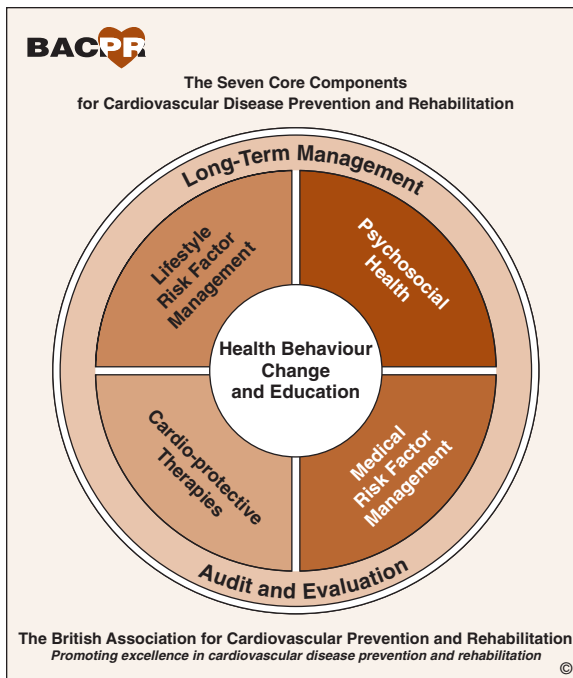 BACPR
The Seven Core Components
for Cardiovascular Disease Prevention and Rehabilitation
Long-Term Management
Lifestyle
Risk Factor
Management
Psychosocial
Health
Health Behaviour
Change
and Education
Cardio-protective
Therapies
Medical
Risk Factor
Management
Audit and Evaluation
The British Association for Cardiovascular Prevention and Rehabilitation
Promoting excellence in cardiovascular disease prevention and rehabilitation
©